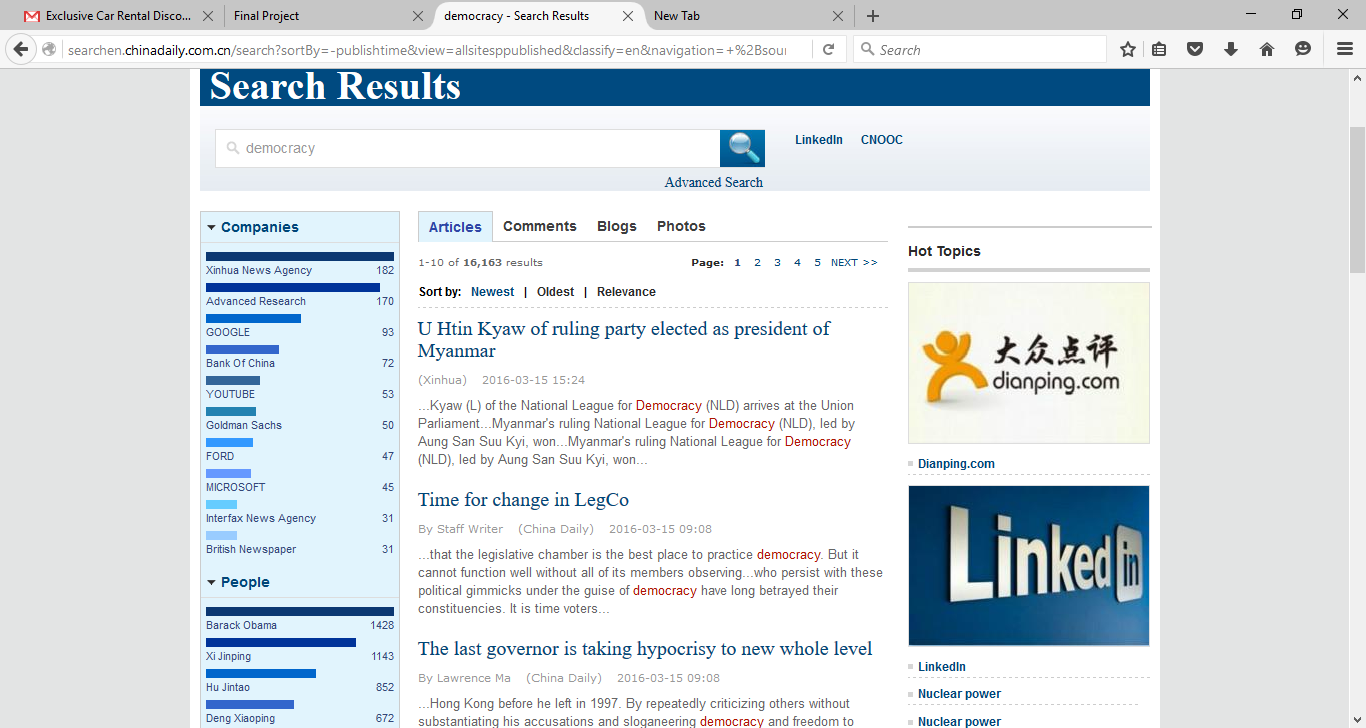 Exclusive Car Rental Disco...
Final Project
democracy - Search Results
New Tab
searchen.chinadaily.com.cn/search?sortBy=-publishtime&view=allsitesppublished&classify=en&navigation=+%2Bsou
Search
Search Results
democracy
LinkedIn CNOOC
Advanced Search
Companies
Xinhua News Agency 182
Advanced Research 170
GOOGLE 93
Bank Of China 72
YOUTUBE 53
Goldman Sachs 50
FORD 47
MICROSOFT 45
Interfax News Agency 31
British Newspaper 31
People
Barack Obama 1428
Xi Jinping 1143
Hu Jintao 852
Deng Xiaoping 672
Articles Comments Blogs Photos
1-10 of 16,163 results
Page: 1 2 3 4 5 NEXT >>
Sort by: Newest | Oldest | Relevance
U Htin Kyaw of ruling party elected as president of
Myanmar
(Xinhua) 2016-03-15 15:24
...Kyaw (L) of the National League for Democracy (NLD) arrives at the Union
Parliament...Myanmar's ruling National League for Democracy (NLD), led by
Aung San Suu Kyi, won...Myanmar's ruling National League for Democracy
(NLD), led by Aung San Suu Kyi, won...
Time for change in LegCo
By Staff Writer (China Daily) 2016-03-15 09:08
...that the legislative chamber is the best place to practice democracy. But it
cannot function well without all of its members observing...who persist with these
political gimmicks under the guise of democracy have long betrayed their
constituencies. It is time voters...
The last governor is taking hypocrisy to new whole level
By Lawrence Ma (China Daily) 2016-03-15 09:08
...Hong Kong before he left in 1997. By repeatedly criticizing others without
substantiating his accusations and sloganeering democracy and freedom to
Hot Topics
大众点评
dianping.com
Dianping.com
Linked in
LinkedIn
Nuclear power
Nuclear power